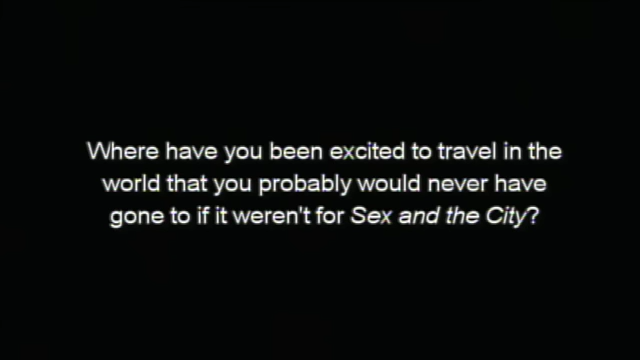 Where have you been excited to travel in the
world that you probably would never have
gone to if it weren't for Sex and the City?